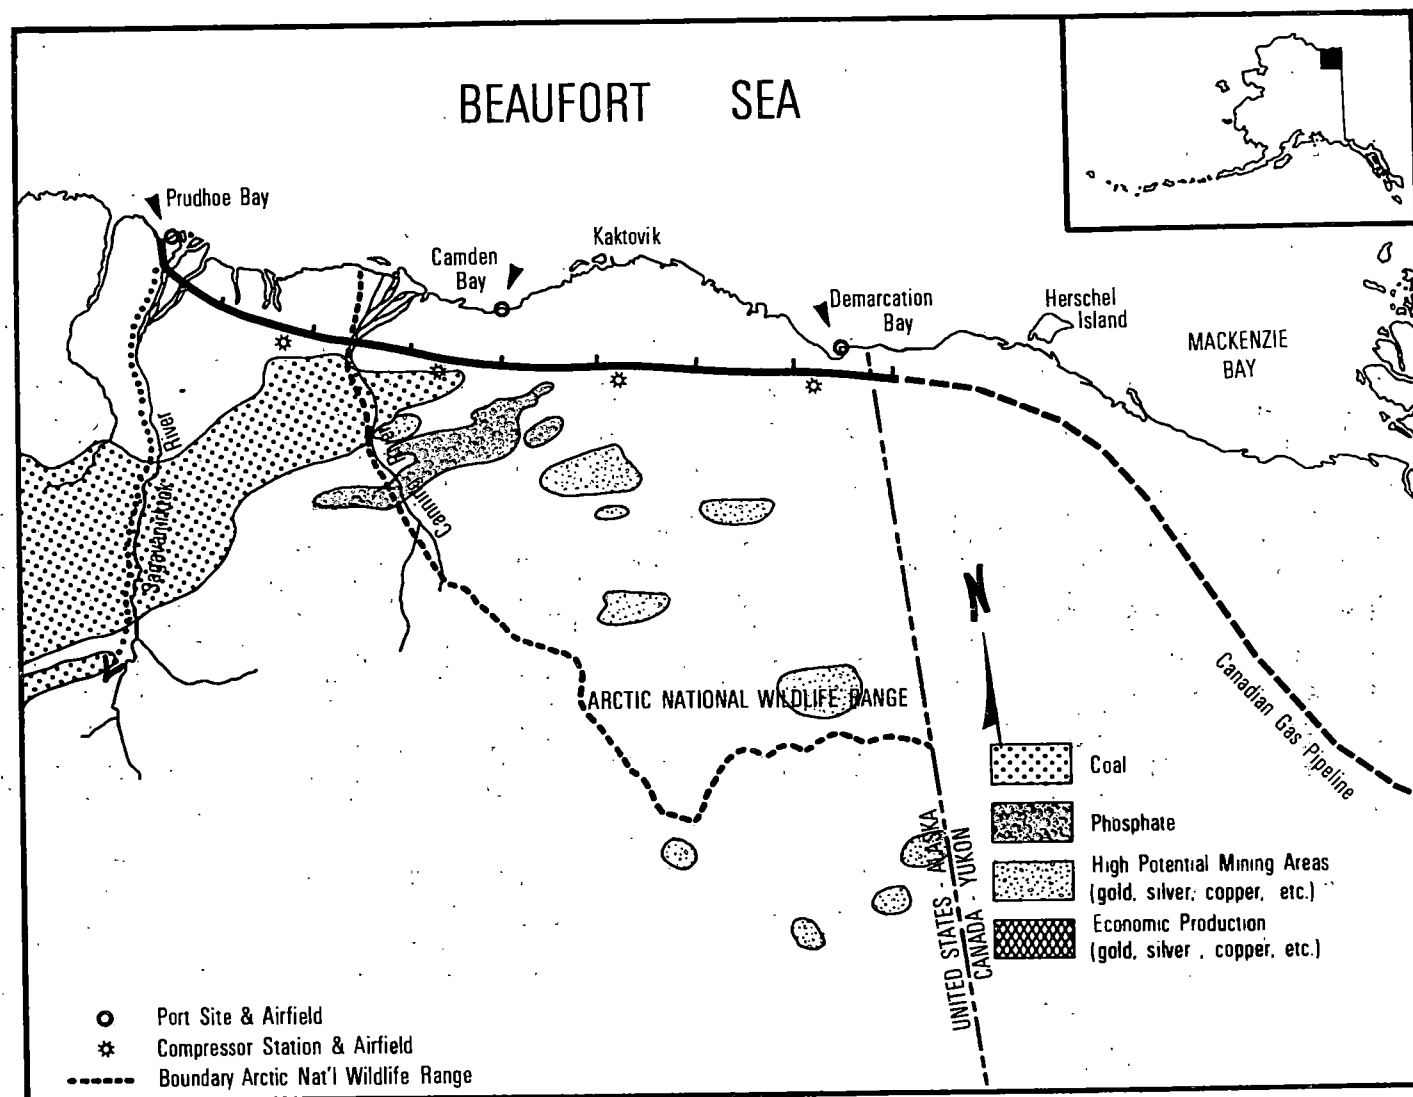 BEAUFORT SEA
Prudhoe Bay
Camden
Bay
Kaktovik
Demarcation
Bay
Herschel
Island
MACKENZIE
BAY
Sagavanirktok River
Canning River
N
ARCTIC NATIONAL WILDLIFE RANGE
Canadian Gas Pipeline
UNITED STATES - ALASKA
CANADA - YUKON
Coal
Phosphate
High Potential Mining Areas
(gold, silver, copper, etc.)
Economic Production
(gold, silver , copper, etc.)
Port Site & Airfield
Compressor Station & Airfield
Boundary Arctic Nat'l Wildlife Range